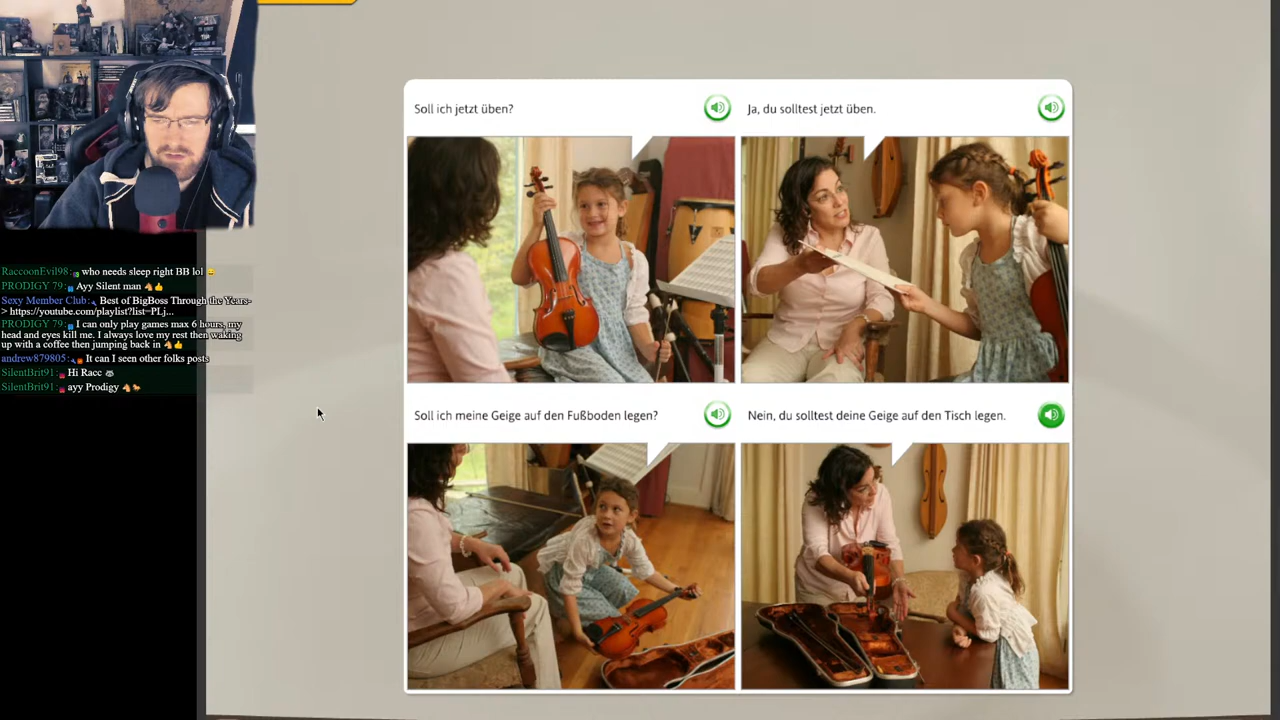 Soll ich jetzt üben?
Ja, du solltest jetzt üben.
Soll ich meine Geige auf den Fußboden legen?
Nein, du solltest deine Geige auf den Tisch legen.
RaccoonEvil98: who needs sleep right BB lol
PRODIGY 79: Ayy Silent man
Sexy Member Club: Best of BigBoss Through the Years-
> https://youtube.com/playlist?list=PLj...
PRODIGY 79: I can only play games max 6 hours, my
head and eyes kill me. I always love my rest then waking
up with a coffee then jumping back in
andrew879805: It can I seen other folks posts
SilentBrit91: Hi Racc
SilentBrit91: ayy Prodigy